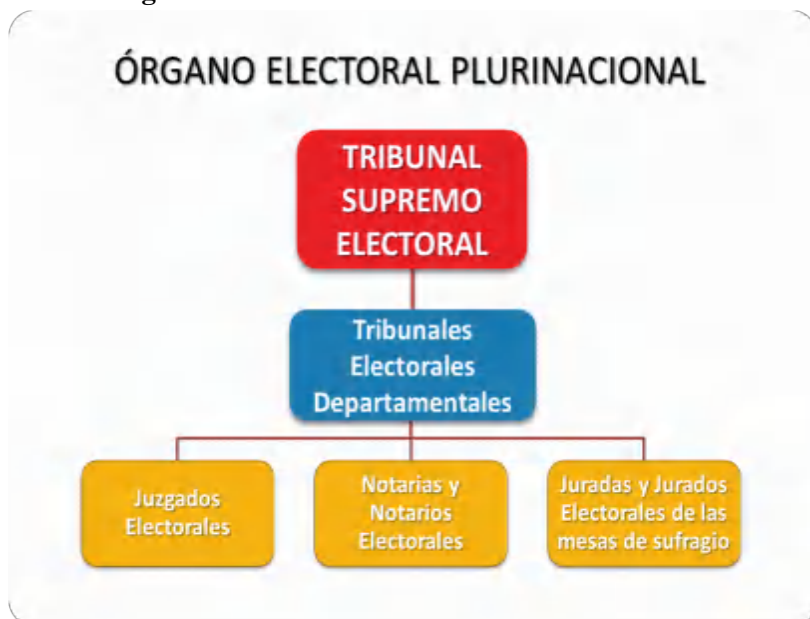 ÓRGANO ELECTORAL PLURINACIONAL
TRIBUNAL
SUPREMO
ELECTORAL
Tribunales
Electorales
Departamentales
Juzgados
Electorales
Notarias y
Notarios
Electorales
Juradas y Jurados
Electorales de las
mesas de sufragio